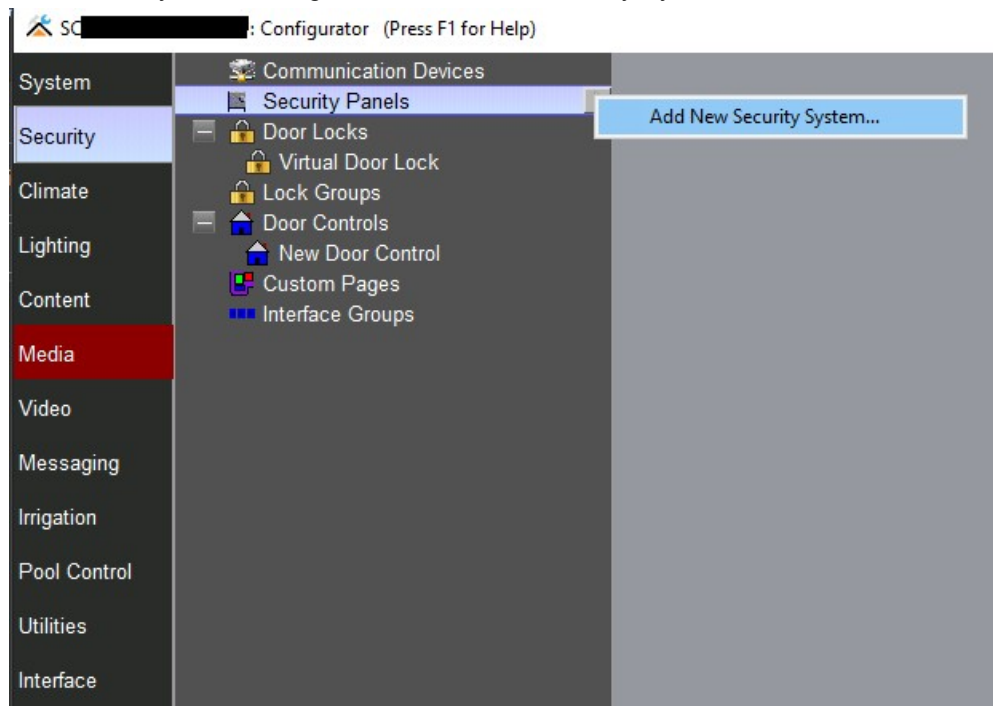 SC : Configurator (Press F1 for Help)
System
Security
Climate
Lighting
Content
Media
Video
Messaging
Irrigation
Pool Control
Utilities
Interface
Communication Devices
Security Panels
Door Locks
Virtual Door Lock
Lock Groups
Door Controls
New Door Control
Custom Pages
Interface Groups
Add New Security System...